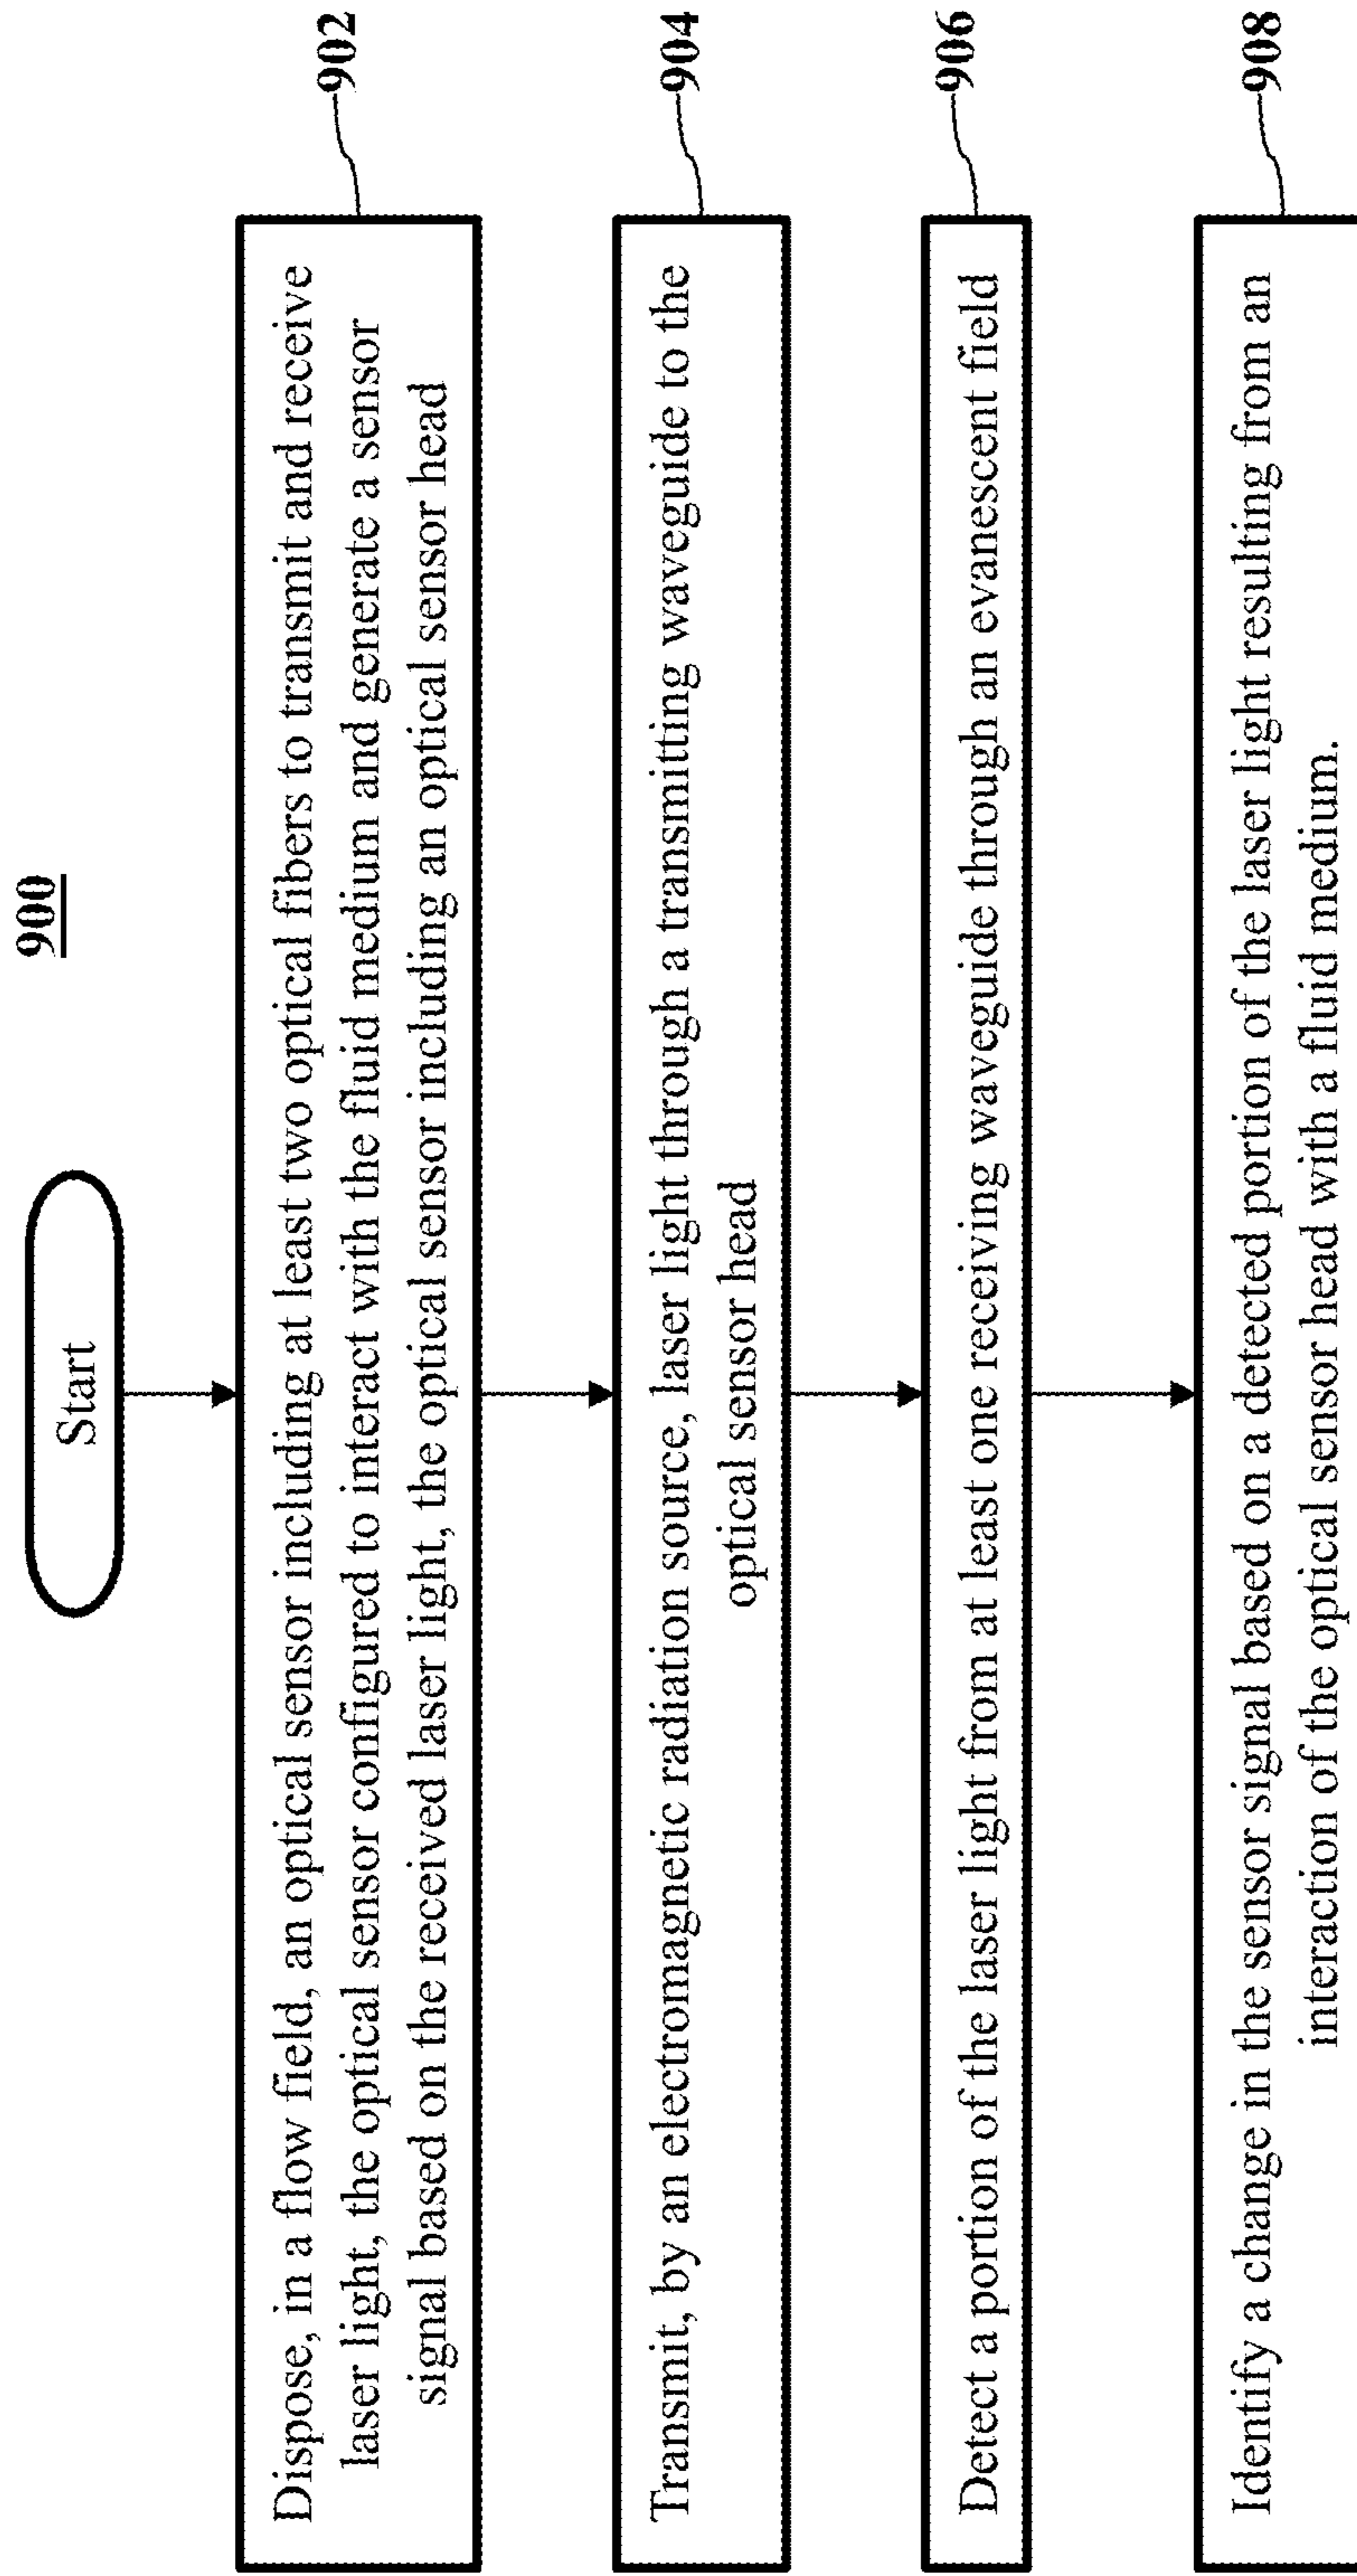 900
Start
Dispose, in a flow field, an optical sensor including at least two optical fibers to transmit and receive
laser light, the optical sensor configured to interact with the fluid medium and generate a sensor
signal based on the received laser light, the optical sensor including an optical sensor head
902
Transmit, by an electromagnetic radiation source, laser light through a transmitting waveguide to the
optical sensor head
904
Detect a portion of the laser light from at least one receiving waveguide through an evanescent field
906
Identify a change in the sensor signal based on a detected portion of the laser light resulting from an
interaction of the optical sensor head with a fluid medium.
908